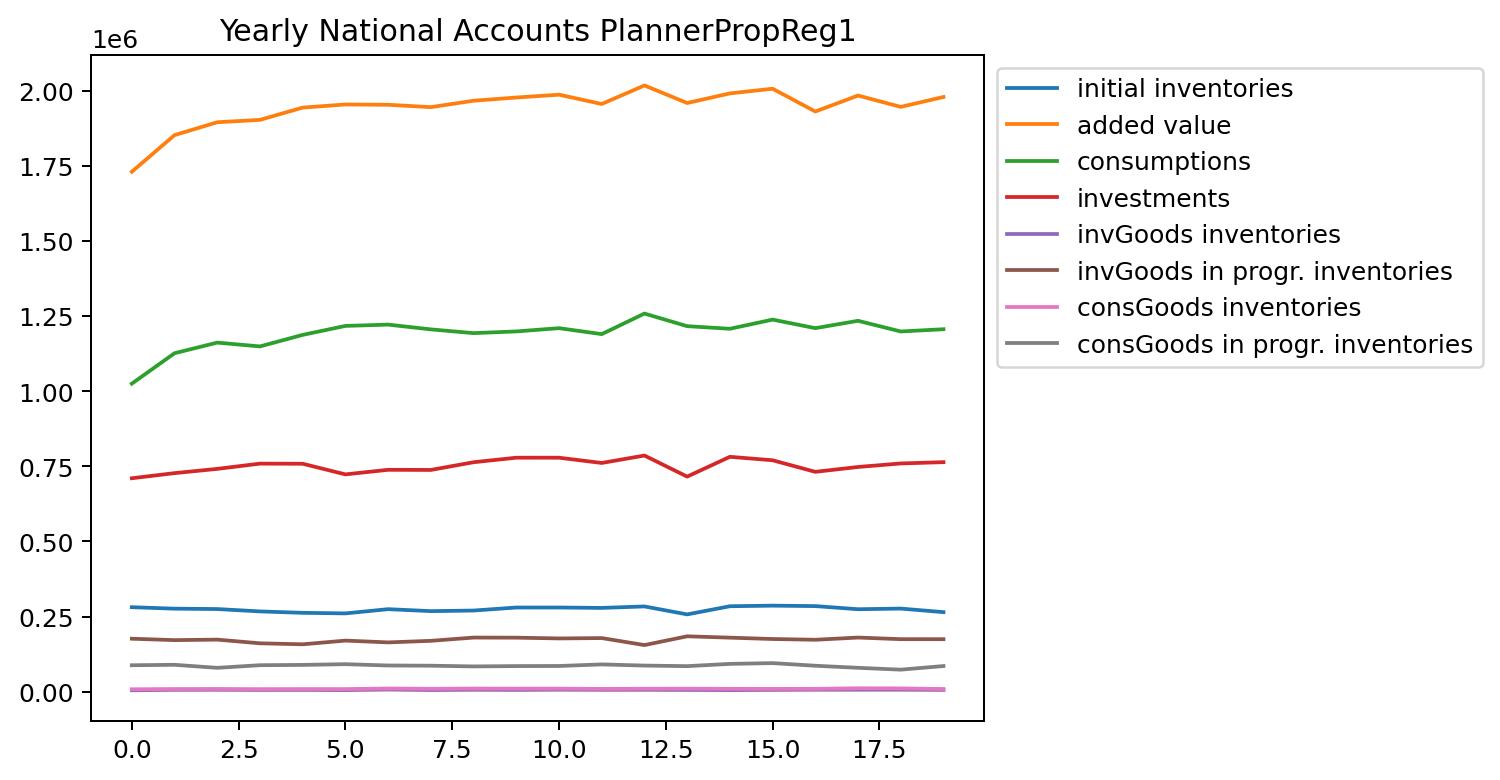 Yearly National Accounts PlannerPropReg1
1e6
2.00
1.75
1.50
1.25
1.00
0.75
0.50
0.25
0.00
0.0 2.5 5.0 7.5 10.0 12.5 15.0 17.5
initial inventories
added value
consumptions
investments
invGoods inventories
invGoods in progr. inventories
consGoods inventories
consGoods in progr. inventories